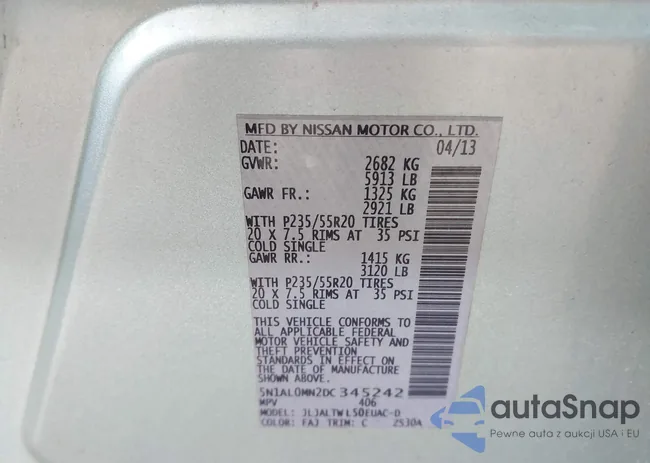 MFD BY NISSAN MOTOR CO., LTD.
DATE: 04/13
GVWR: 2682 KG
5913 LB
GAWR FR.: 1325 KG
2921 LB
WITH P235/55R20 TIRES
20 X 7.5 RIMS AT 35 PSI
COLD SINGLE
GAWR RR.: 1415 KG
3120 LB
WITH P235/55R20 TIRES
20 X 7.5 RIMS AT 35 PSI
COLD SINGLE
THIS VEHICLE CONFORMS TO
ALL APPLICABLE FEDERAL
MOTOR VEHICLE SAFETY AND
THEFT PREVENTION
STANDARDS IN EFFECT ON
THE DATE OF MANUFACTURE
SHOWN ABOVE.
5N1AL0MN2DC 345242
MPV 406
MODEL: JLJALTWL50EUAC-D
COLOR: FAJ TRIM: C 2530A
autoSnap
Pewne auta z aukcji USA i EU